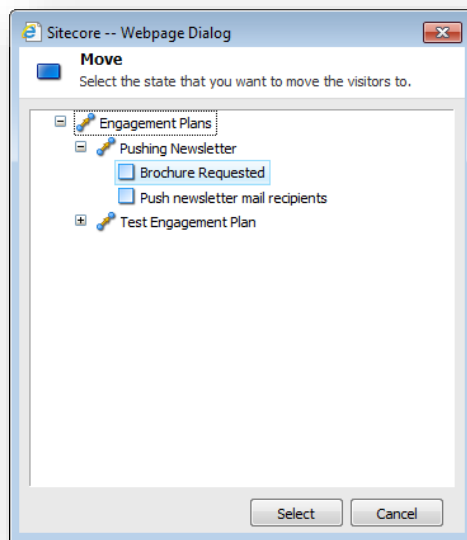 Sitecore -- Webpage Dialog
Move
Select the state that you want to move the visitors to.
Engagement Plans
Pushing Newsletter
Brochure Requested
Push newsletter mail recipients
Test Engagement Plan
Select Cancel